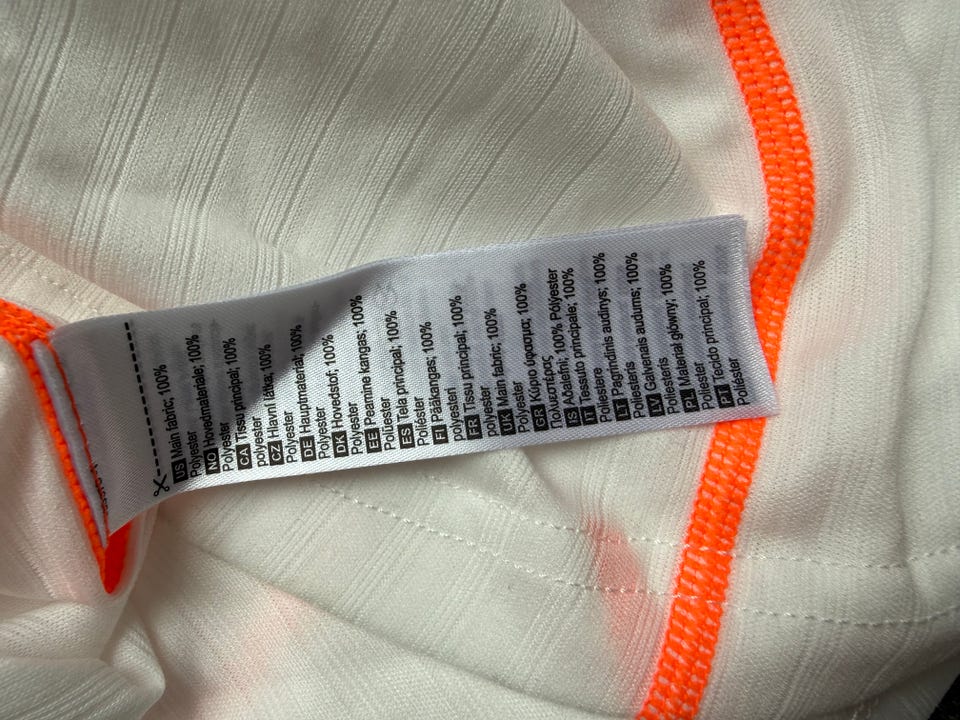 US Main fabric; 100%
Polyester
NO Hovedmateriale; 100%
Polyester
CA Tissu principal; 100%
polyester
CZ Hlavní látka; 100%
Polyester
DE Hauptmaterial; 100%
Polyester
DK Hovedstof; 100%
Polyester
EE Peamine kangas; 100%
Polüester
ES Tela principal; 100%
Poliéster
FI Pääkangas; 100%
polyesteri
FR Tissu principal; 100%
polyester
UK Main fabric; 100%
Polyester
GR Κύριο ύφασμα; 100%
Πολυεστέρας
IS Aðalefni; 100% Pólýester
IT Tessuto principale; 100%
Poliestere
LT Pagrindinis audinys; 100%
Poliesteris
LV Galvenais audums; 100%
Poliesteris
PL Materiał główny; 100%
Poliester
PT Tecido principal; 100%
Poliéster